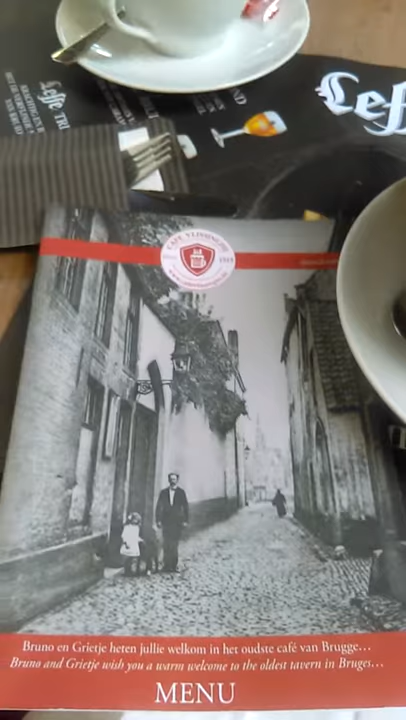 Leffe
Leffe TRI
CAFÉ VLISSINGHE
1515
Bruno en Grietje heten jullie welkom in het oudste café van Brugge...
Bruno and Grietje wish you a warm welcome to the oldest tavern in Bruges...
MENU